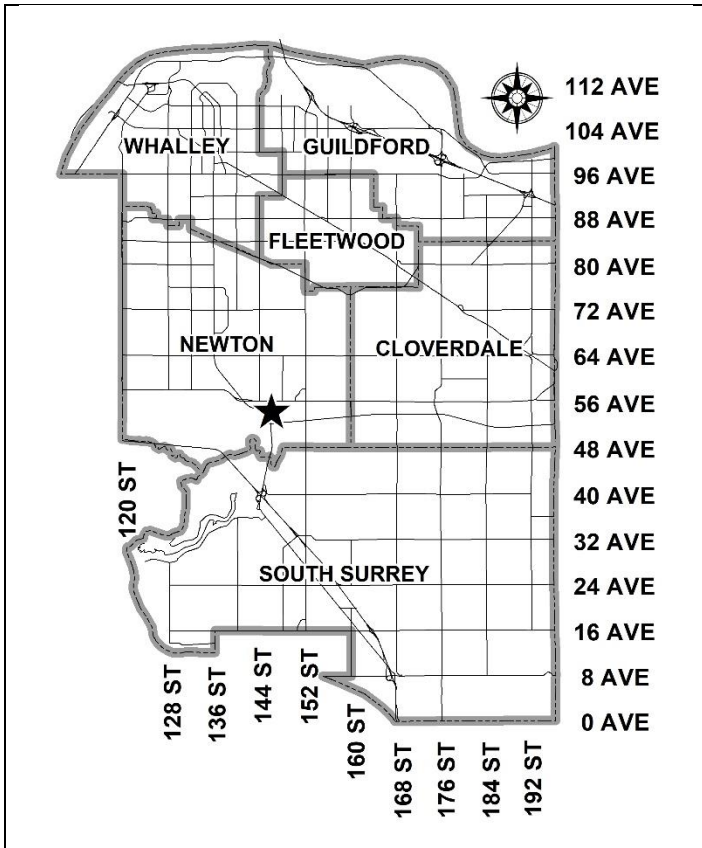 112 AVE
104 AVE
WHALLEY
GUILDFORD
96 AVE
88 AVE
FLEETWOOD
80 AVE
72 AVE
NEWTON
CLOVERDALE
64 AVE
56 AVE
48 AVE
120 ST
40 AVE
32 AVE
SOUTH SURREY
24 AVE
16 AVE
128 ST
136 ST
144 ST
152 ST
160 ST
168 ST
176 ST
184 ST
192 ST
8 AVE
0 AVE